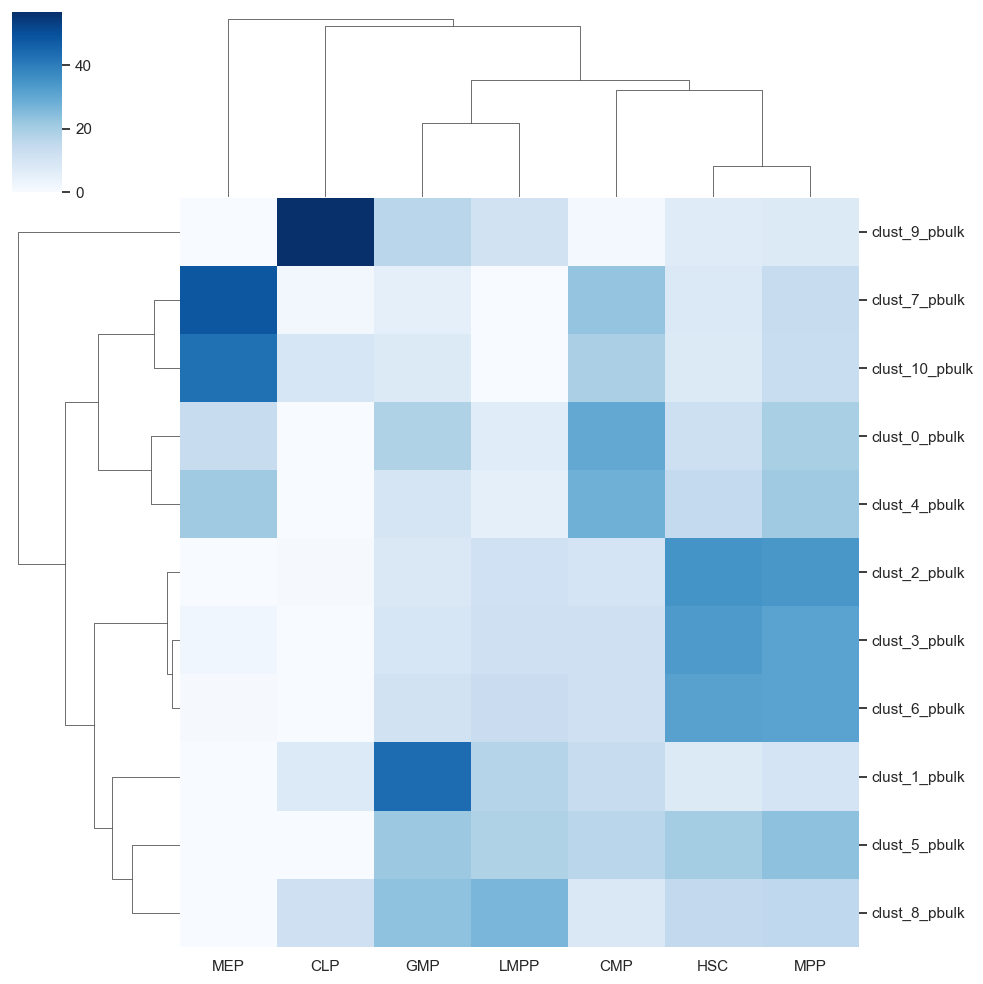 40
20
0
clust_9_pbulk
clust_7_pbulk
clust_10_pbulk
clust_0_pbulk
clust_4_pbulk
clust_2_pbulk
clust_3_pbulk
clust_6_pbulk
clust_1_pbulk
clust_5_pbulk
clust_8_pbulk
MEP CLP GMP LMPP CMP HSC MPP